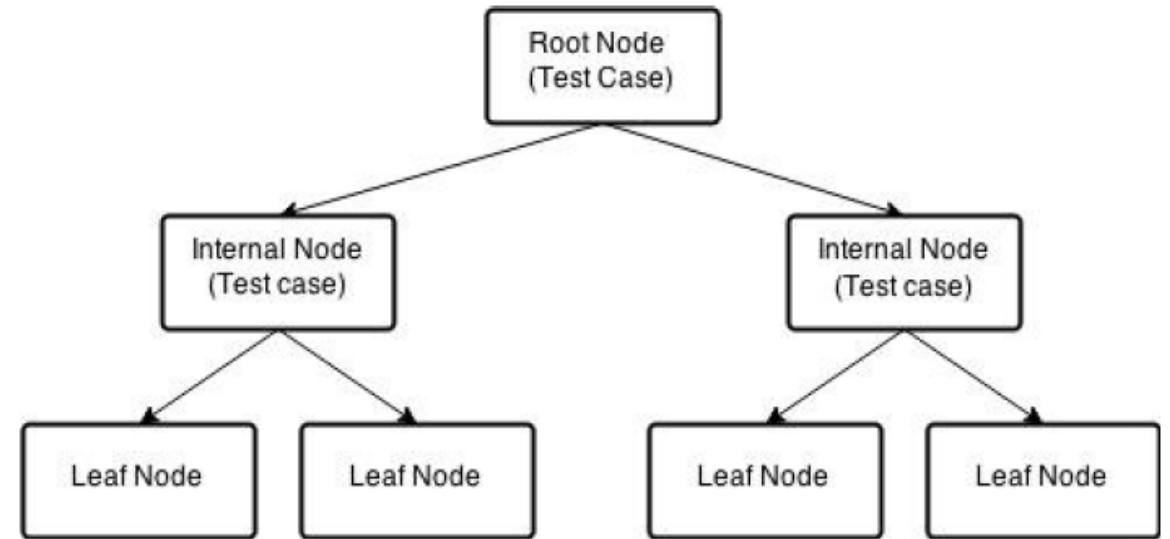 Root Node
(Test Case)
Internal Node
(Test case)
Internal Node
(Test case)
Leaf Node
Leaf Node
Leaf Node
Leaf Node